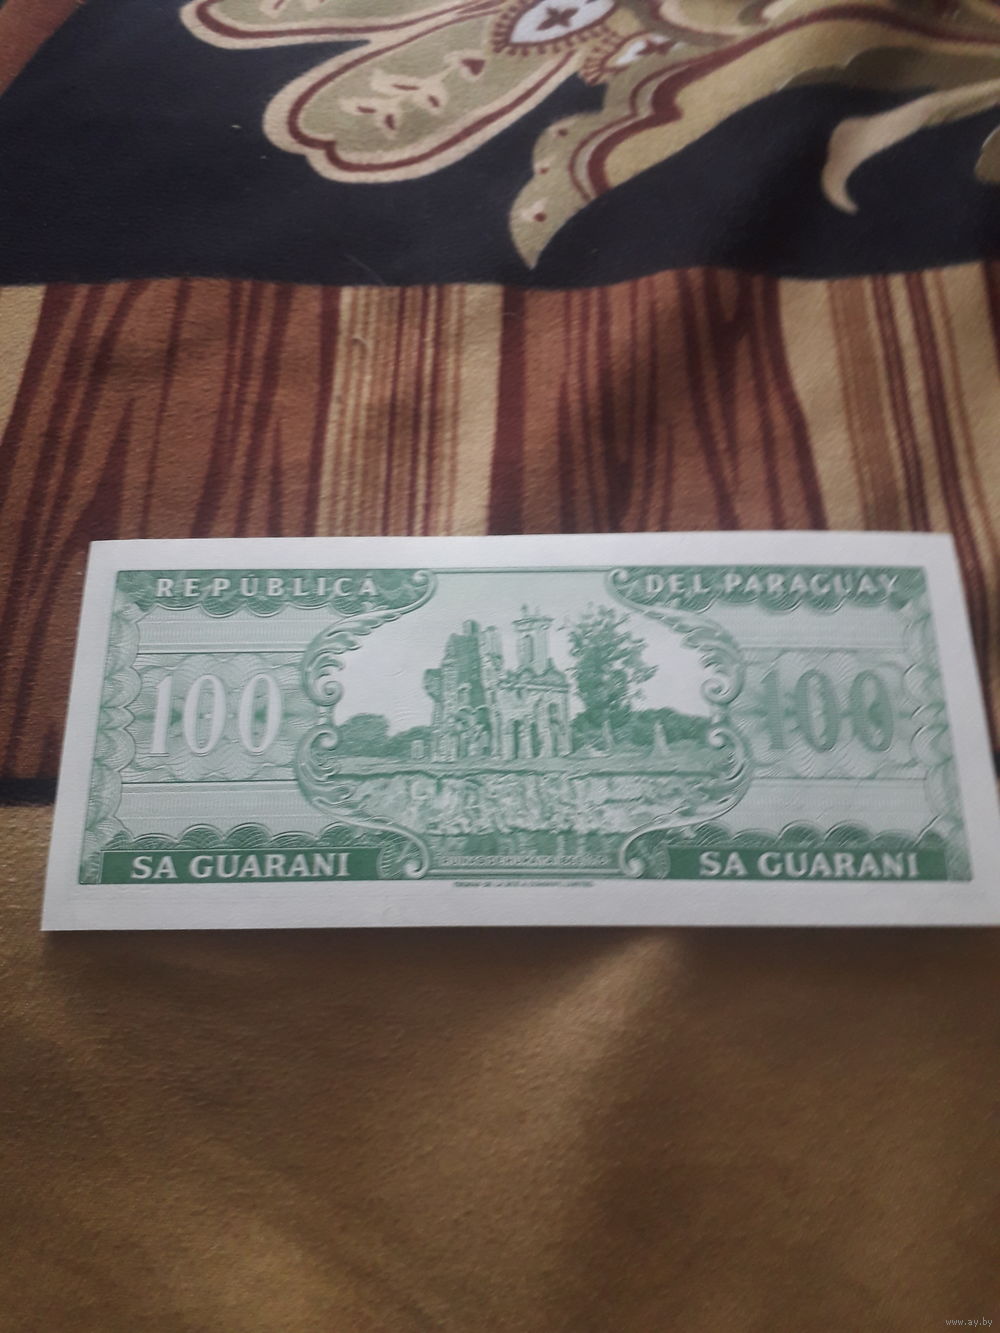 REPÚBLICA DEL PARAGUAY
100 100
SA GUARANI SA GUARANI
www.ay.by